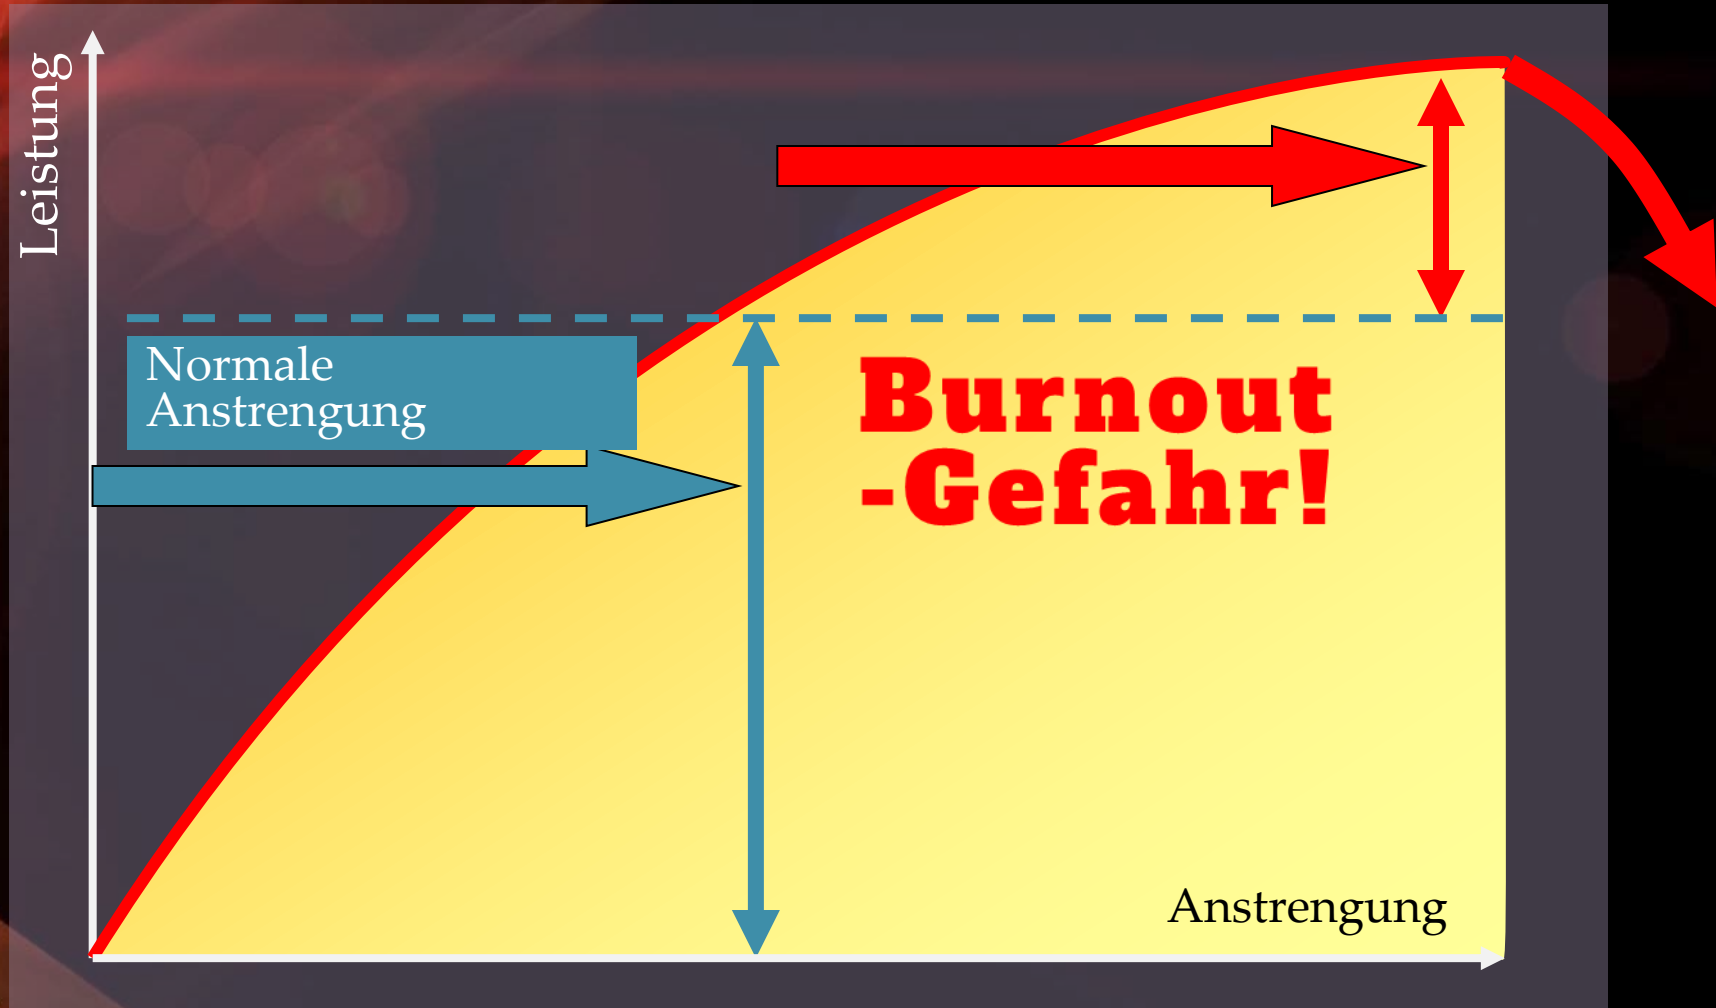 Leistung
Normale
Anstrengung
Burnout
-Gefahr!
Anstrengung